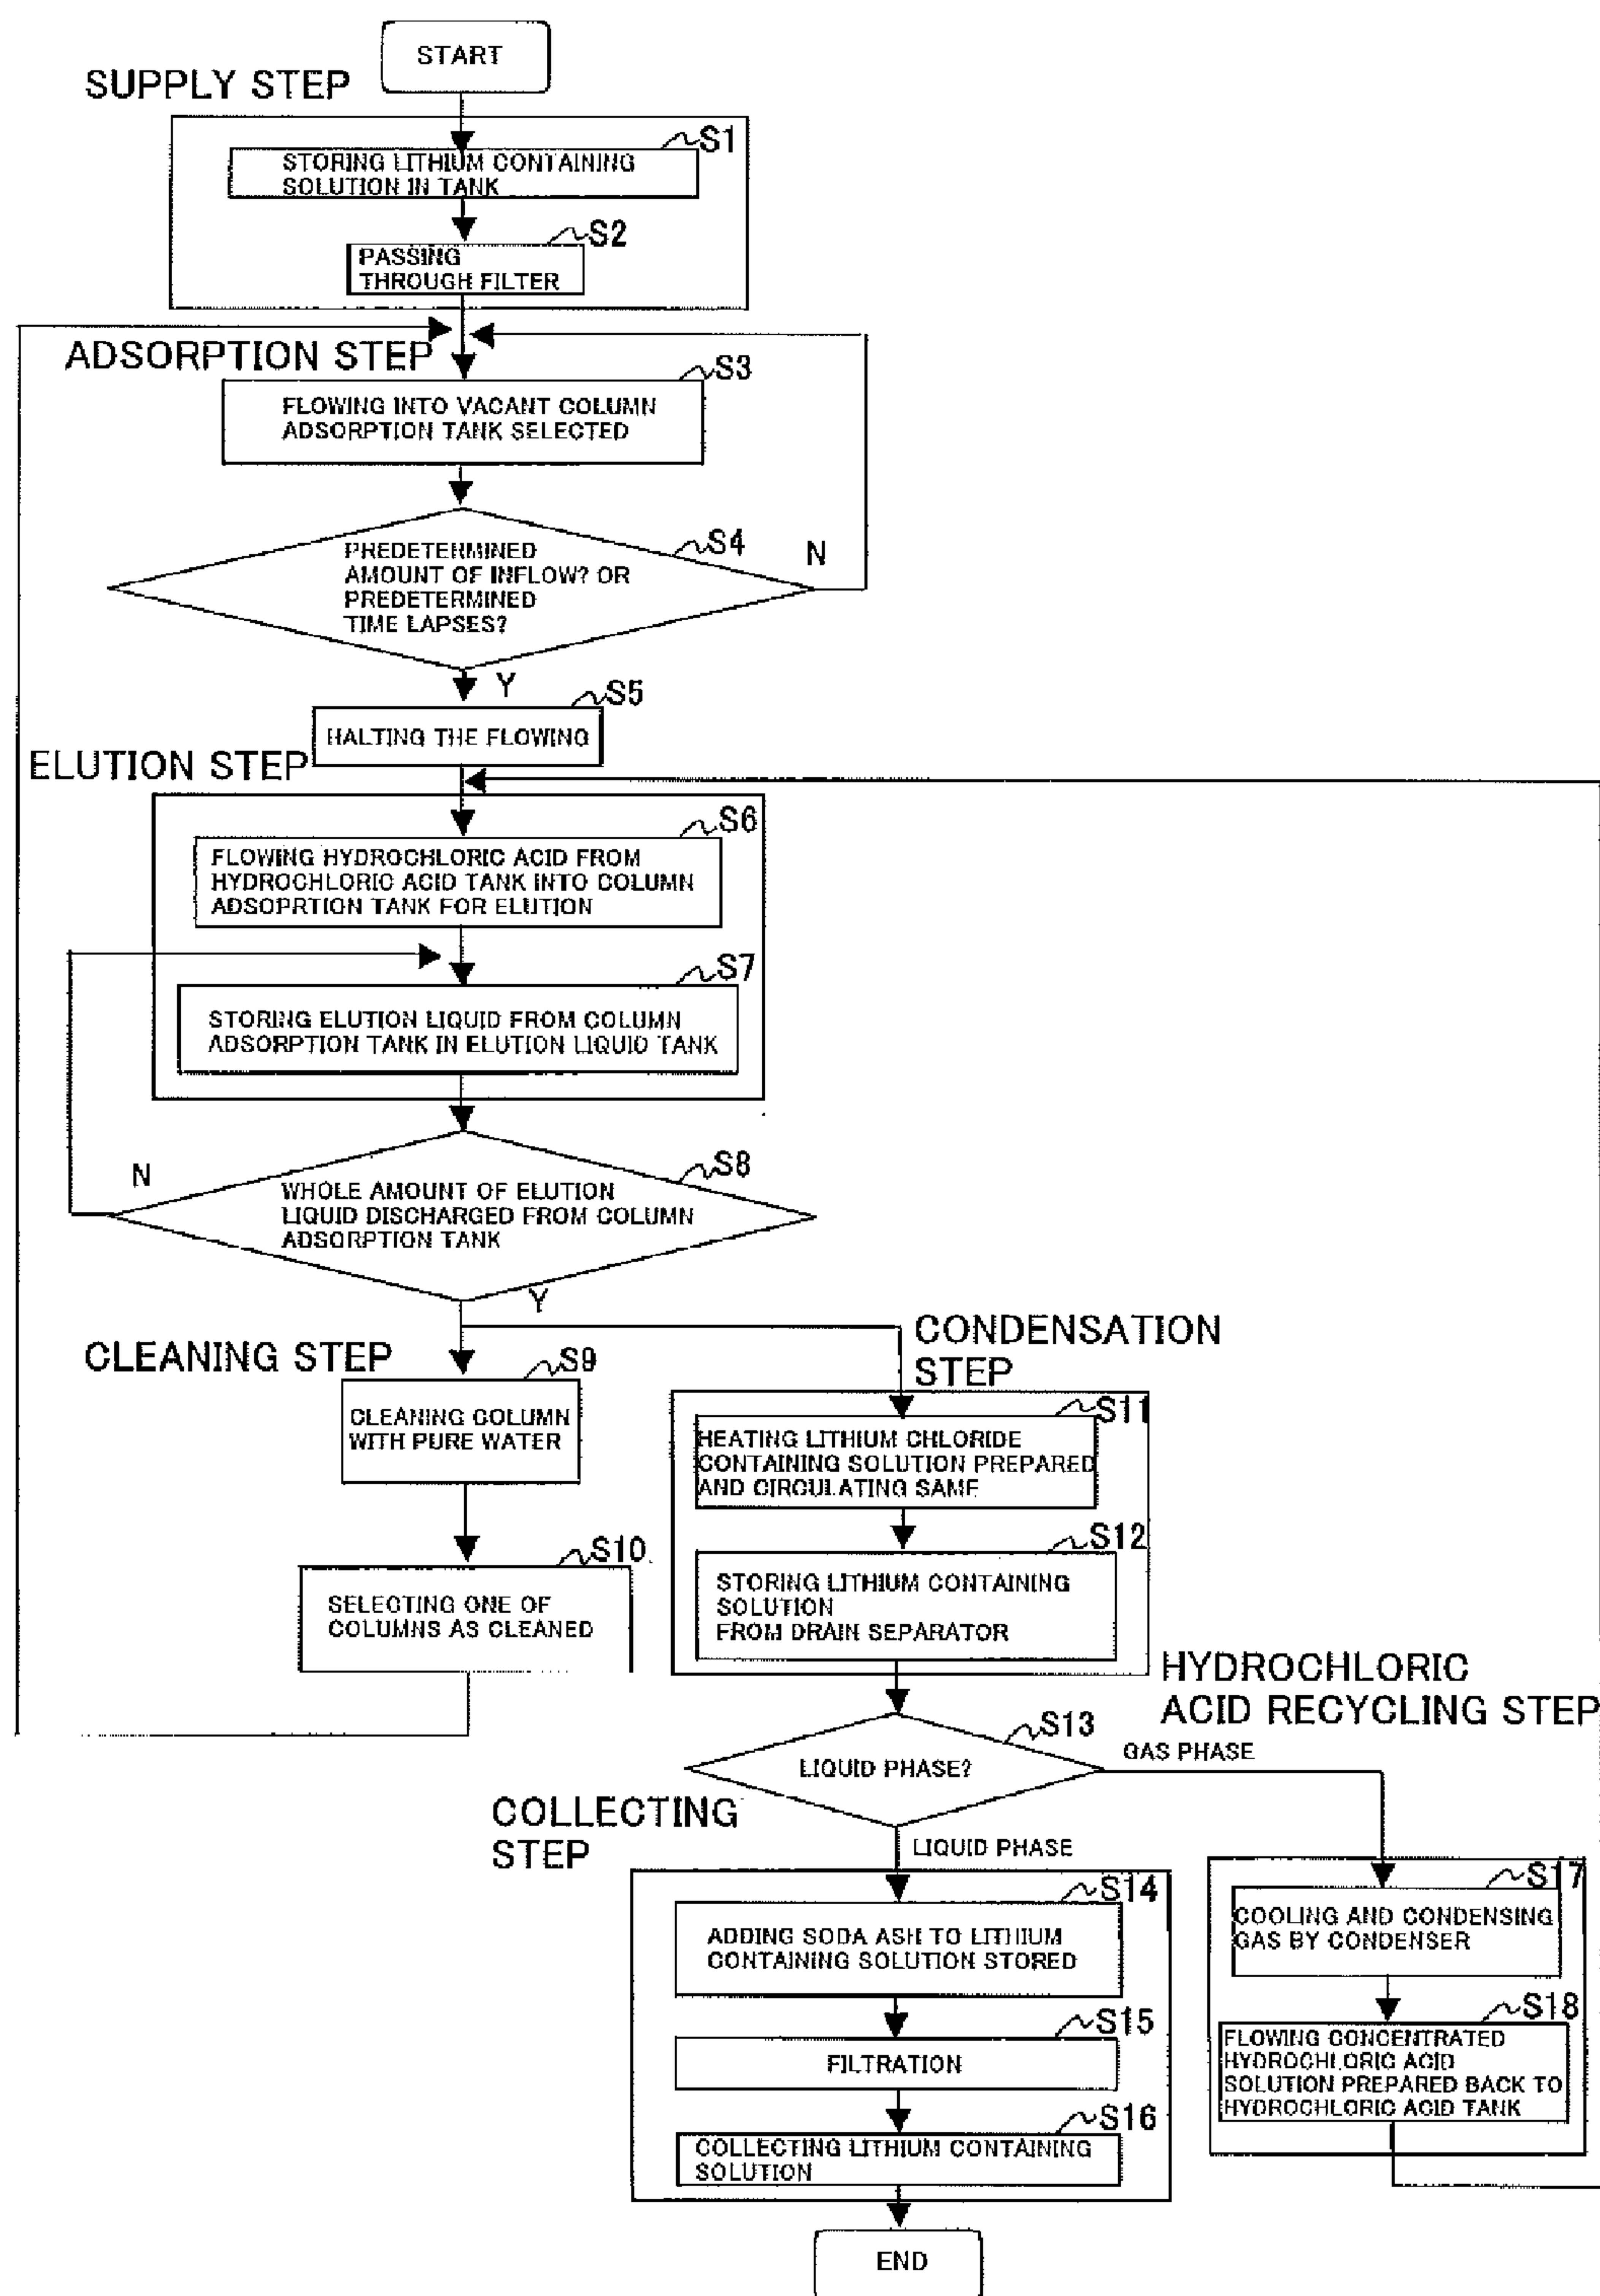 START
SUPPLY STEP
S1
STORING LITHIUM CONTAINING
SOLUTION IN TANK
S2
PASSING
THROUGH FILTER
ADSORPTION STEP
S3
FLOWING INTO VACANT COLUMN
ADSORPTION TANK SELECTED
S4
N
PREDETERMINED
AMOUNT OF INFLOW? OR
PREDETERMINED
TIME LAPSES?
Y
S5
HALTING THE FLOWING
ELUTION STEP
S6
FLOWING HYDROCHLORIC ACID FROM
HYDROCHLORIC ACID TANK INTO COLUMN
ADSOPRTION TANK FOR ELUTION
S7
STORING ELUTION LIQUID FROM COLUMN
ADSORPTION TANK IN ELUTION LIQUID TANK
N
S8
WHOLE AMOUNT OF ELUTION
LIQUID DISCHARGED FROM COLUMN
ADSORPTION TANK
Y
CLEANING STEP
S9
CLEANING COLUMN
WITH PURE WATER
S10
SELECTING ONE OF
COLUMNS AS CLEANED
CONDENSATION
STEP
S11
HEATING LITHIUM CHLORIDE
CONTAINING SOLUTION PREPARED
AND CIRCULATING SAME
S12
STORING LITHIUM CONTAINING
SOLUTION
FROM DRAIN SEPARATOR
HYDROCHLORIC
ACID RECYCLING STEP
S13
LIQUID PHASE?
GAS PHASE
COLLECTING
STEP
LIQUID PHASE
S14
ADDING SODA ASH TO LITHIUM
CONTAINING SOLUTION STORED
S15
FILTRATION
S16
COLLECTING LITHIUM CONTAINING
SOLUTION
S17
COOLING AND CONDENSING
GAS BY CONDENSER
S18
FLOWING CONCENTRATED
HYDROCHLORIC ACID
SOLUTION PREPARED BACK TO
HYDROCHLORIC ACID TANK
END